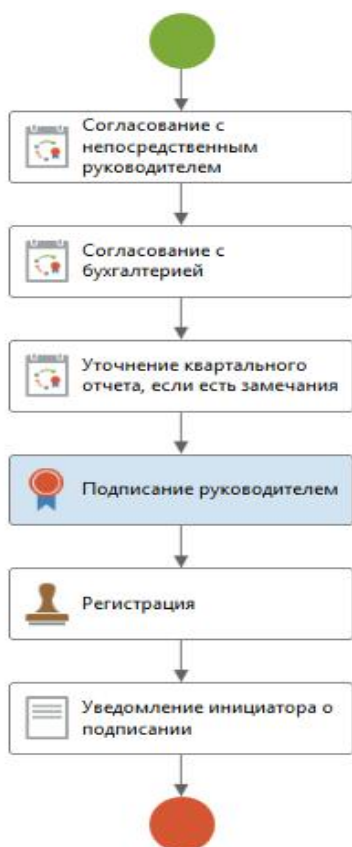 Согласование с
непосредственным
руководителем
Согласование с
бухгалтерией
Уточнение квартального
отчета, если есть замечания
Подписание руководителем
Регистрация
Уведомление инициатора о
подписании